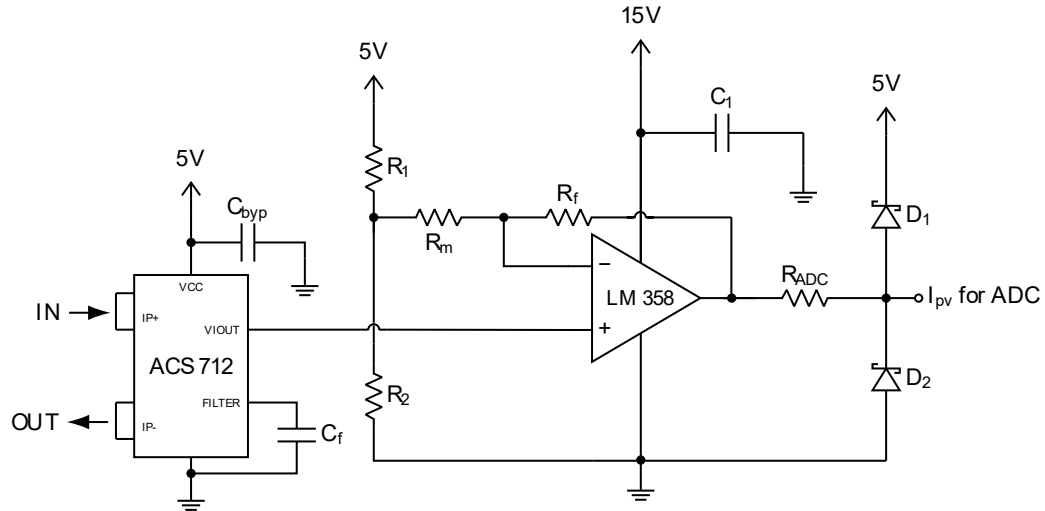 15V
5V
C1
5V
5V
R1
Cbyp
Rf
Rm
D1
VCC
−
LM 358
RADC
IN
IP+
VIOUT
+
Ipv for ADC
ACS 712
R2
D2
FILTER
OUT
IP-
Cf